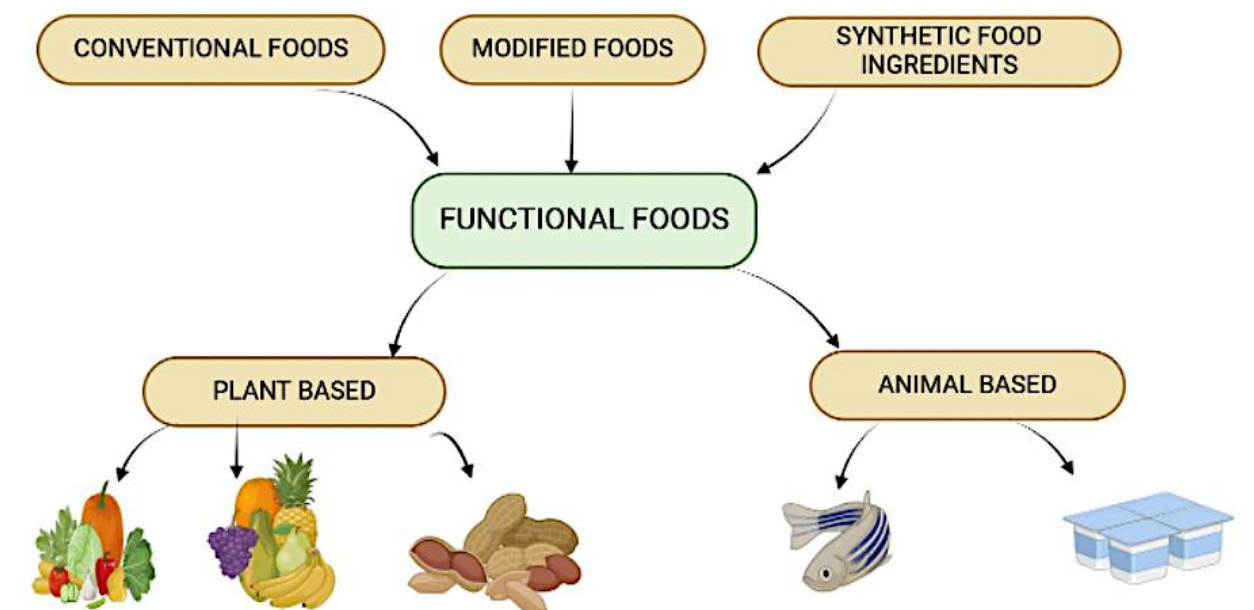 CONVENTIONAL FOODS
MODIFIED FOODS
SYNTHETIC FOOD
INGREDIENTS
FUNCTIONAL FOODS
PLANT BASED
ANIMAL BASED